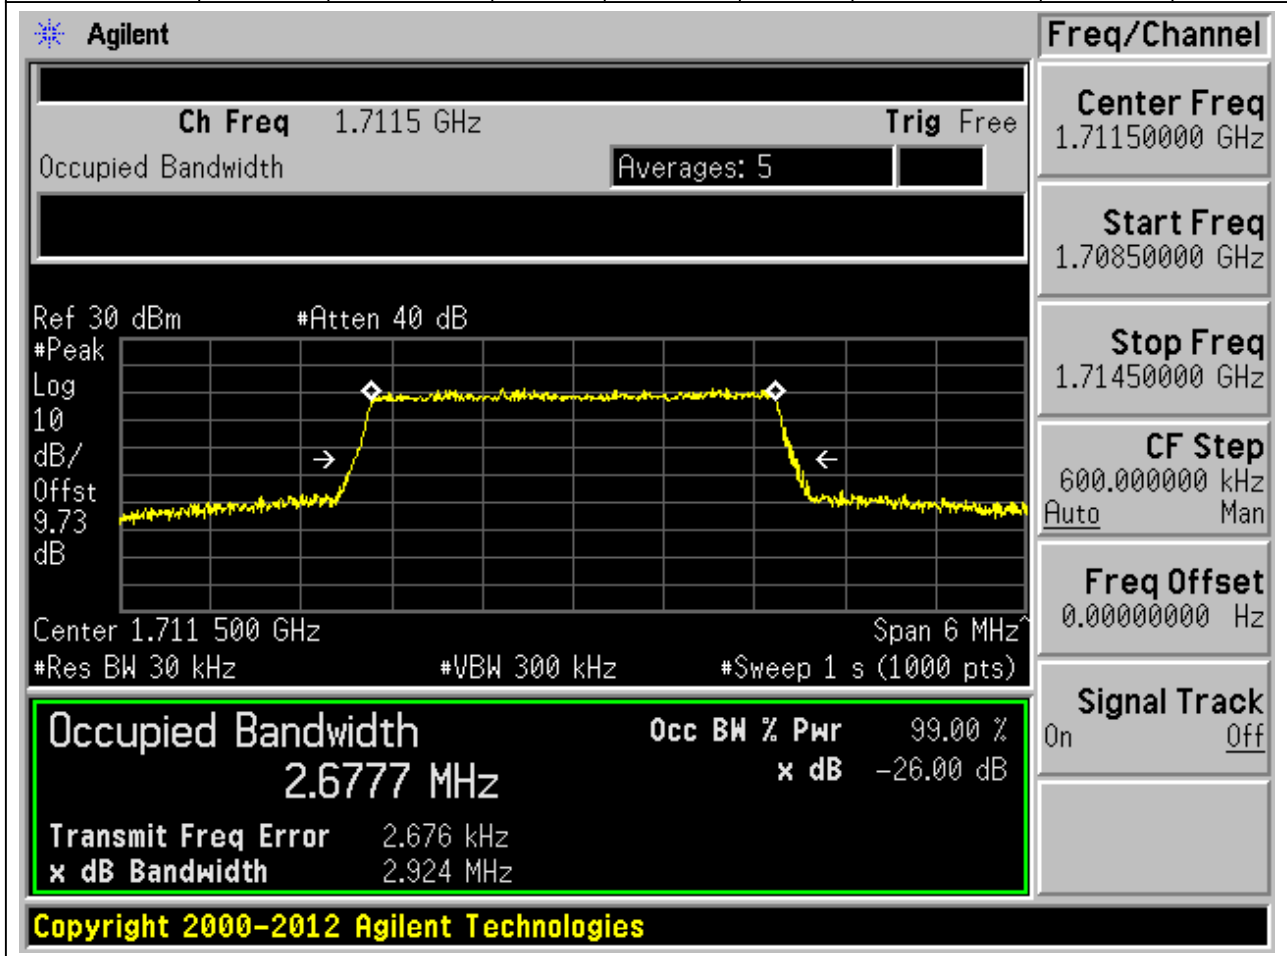 Agilent
Freq/Channel
Ch Freq 1.7115 GHz Trig Free
Occupied Bandwidth Averages: 5
Ref 30 dBm #Atten 40 dB
#Peak
Log
10
dB/
Offst
9.73
dB
Center 1.711 500 GHz Span 6 MHz^
#Res BW 30 kHz #VBW 300 kHz #Sweep 1 s (1000 pts)
Occupied Bandwidth Occ BW % Pwr 99.00 %
2.6777 MHz x dB -26.00 dB
Transmit Freq Error 2.676 kHz
x dB Bandwidth 2.924 MHz
Copyright 2000-2012 Agilent Technologies
Center Freq
1.71150000 GHz
Start Freq
1.70850000 GHz
Stop Freq
1.71450000 GHz
CF Step
600.000000 kHz
Auto Man
Freq Offset
0.00000000 Hz
Signal Track
On Off